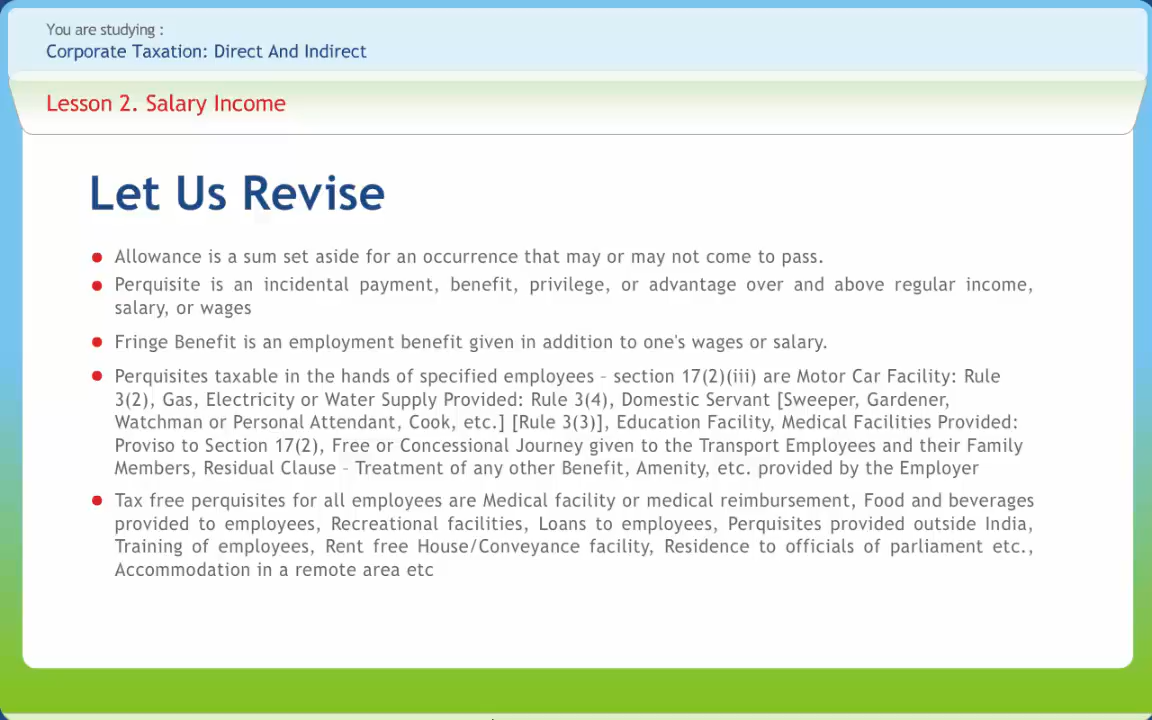 You are studying :
Corporate Taxation: Direct And Indirect
Lesson 2. Salary Income
Let Us Revise
Allowance is a sum set aside for an occurrence that may or may not come to pass.
Perquisite is an incidental payment, benefit, privilege, or advantage over and above regular income,
salary, or wages
Fringe Benefit is an employment benefit given in addition to one's wages or salary.
Perquisites taxable in the hands of specified employees – section 17(2)(iii) are Motor Car Facility: Rule
3(2), Gas, Electricity or Water Supply Provided: Rule 3(4), Domestic Servant [Sweeper, Gardener,
Watchman or Personal Attendant, Cook, etc.] [Rule 3(3)], Education Facility, Medical Facilities Provided:
Proviso to Section 17(2), Free or Concessional Journey given to the Transport Employees and their Family
Members, Residual Clause – Treatment of any other Benefit, Amenity, etc. provided by the Employer
Tax free perquisites for all employees are Medical facility or medical reimbursement, Food and beverages
provided to employees, Recreational facilities, Loans to employees, Perquisites provided outside India,
Training of employees, Rent free House/Conveyance facility, Residence to officials of parliament etc.,
Accommodation in a remote area etc